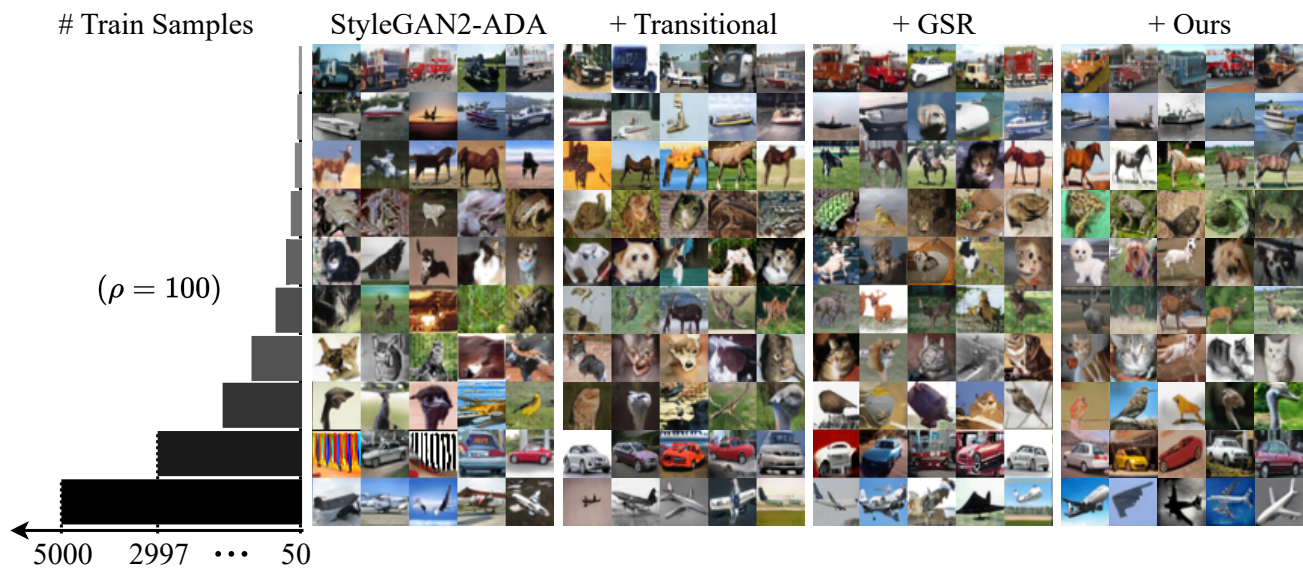 # Train Samples
StyleGAN2-ADA
+ Transitional
+ GSR
+ Ours
(ρ = 100)
5000 2997 ··· 50